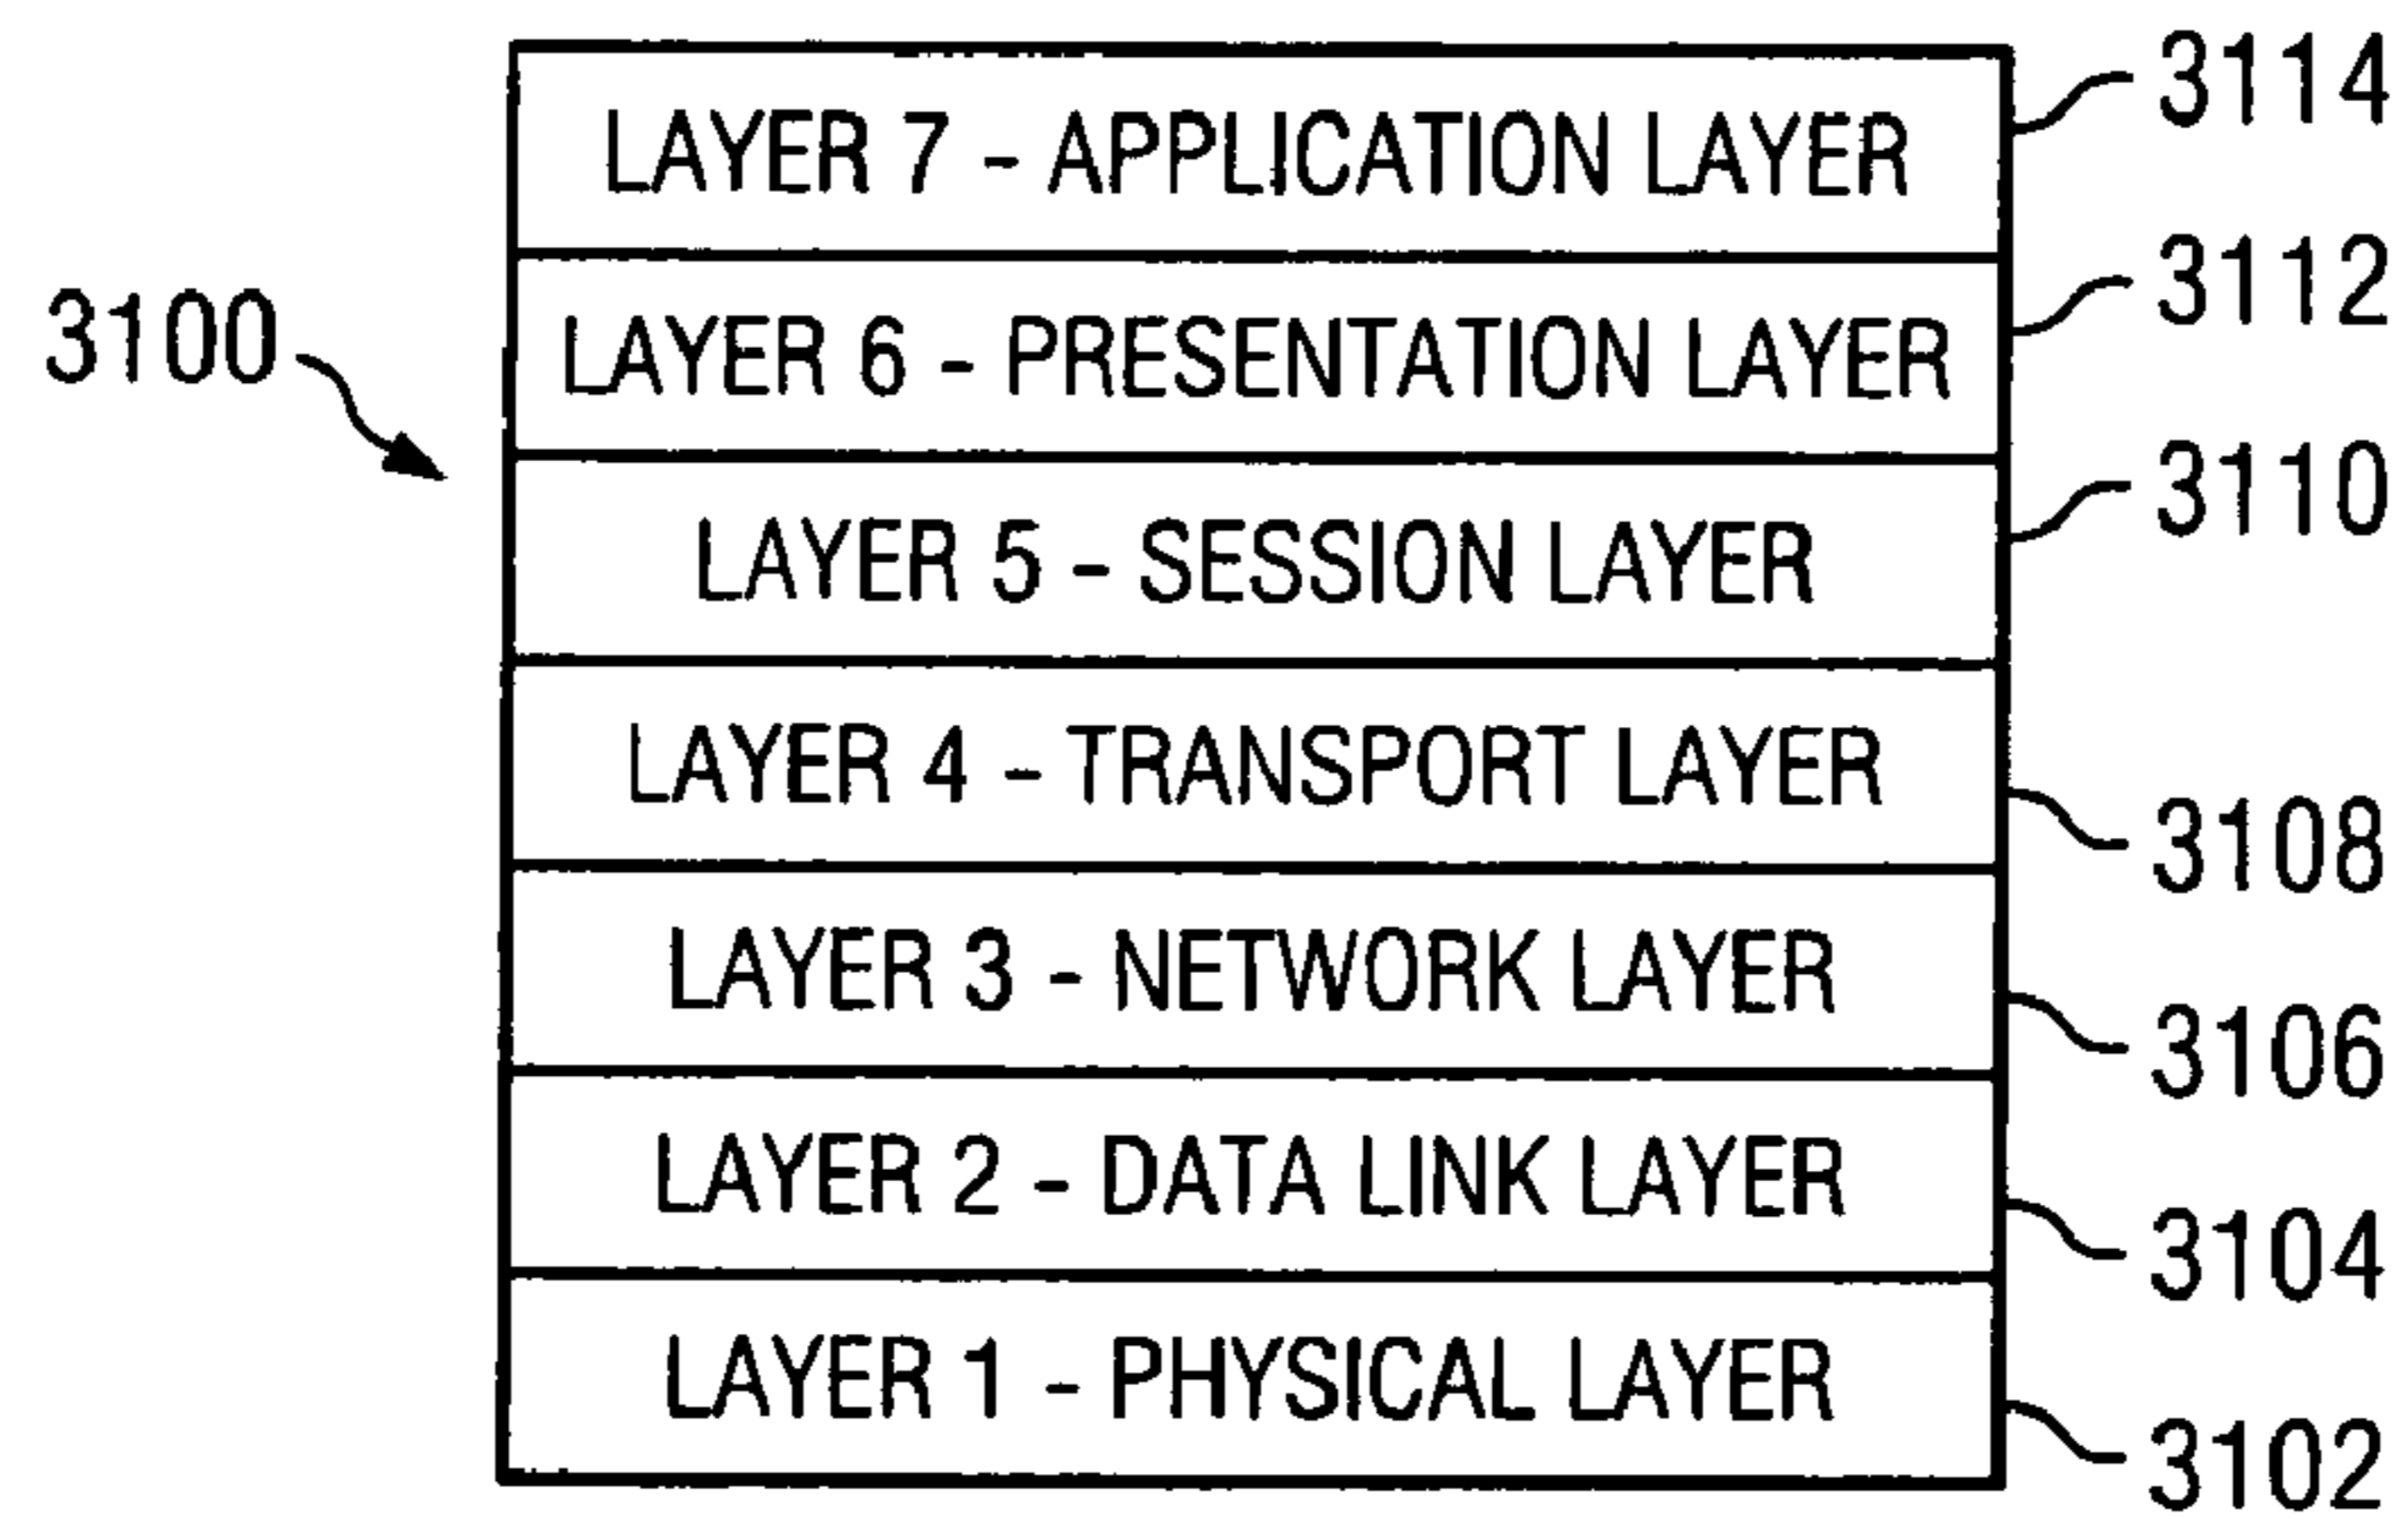 3114
LAYER 7 - APPLICATION LAYER
3112
LAYER 6 - PRESENTATION LAYER
3100
3110
LAYER 5 - SESSION LAYER
LAYER 4 - TRANSPORT LAYER
3108
LAYER 3 - NETWORK LAYER
3106
LAYER 2 - DATA LINK LAYER
3104
LAYER 1 - PHYSICAL LAYER
3102